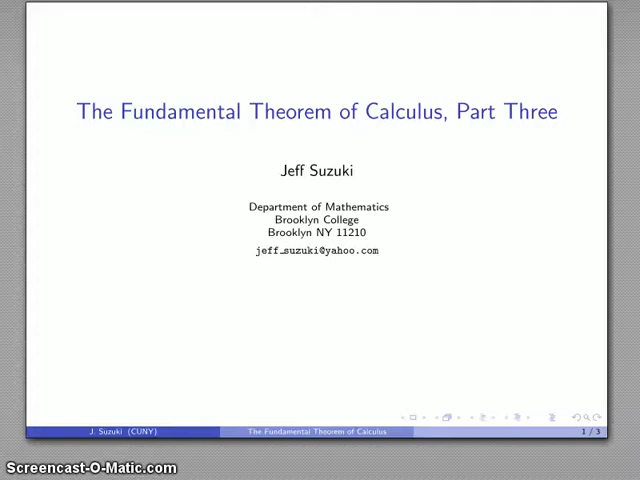 The Fundamental Theorem of Calculus, Part Three
Jeff Suzuki
Department of Mathematics
Brooklyn College
Brooklyn NY 11210
jeff_suzuki@yahoo.com
J. Suzuki (CUNY)
The Fundamental Theorem of Calculus
1 / 3
Screencast-O-Matic.com